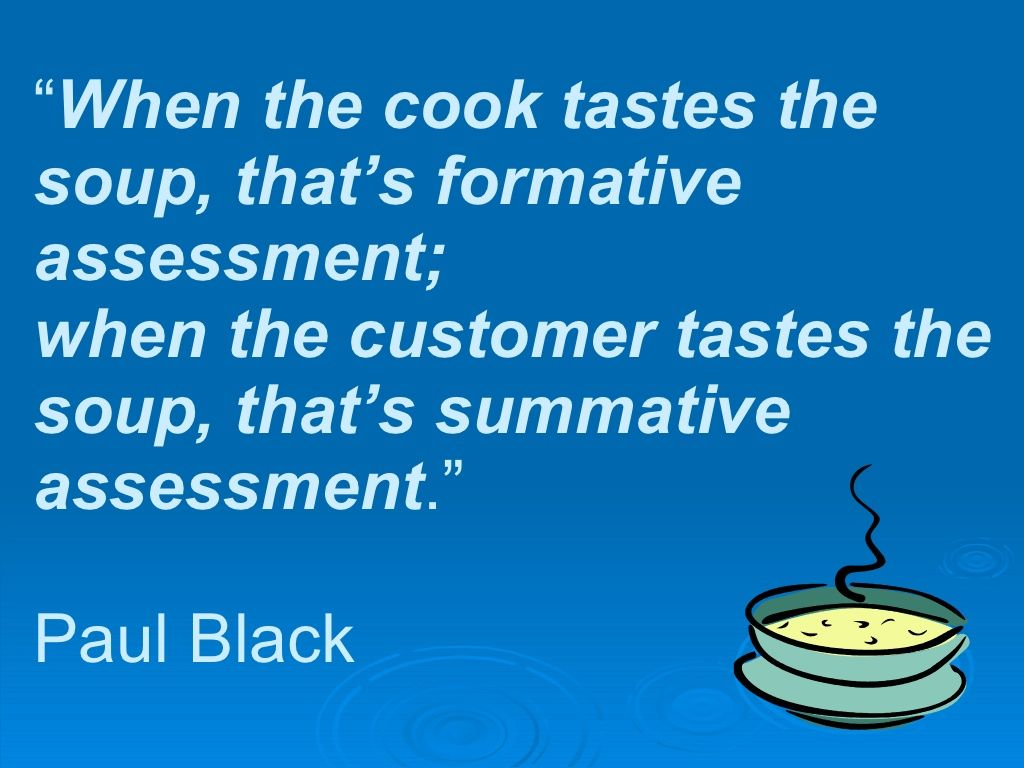 “When the cook tastes the
soup, that’s formative
assessment;
when the customer tastes the
soup, that’s summative
assessment.”
Paul Black